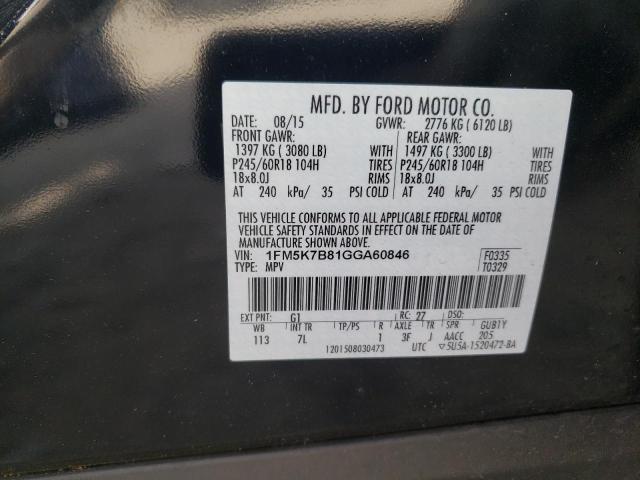 MFD. BY FORD MOTOR CO.
DATE: 08/15 GVWR: 2776 KG ( 6120 LB)
FRONT GAWR: REAR GAWR:
1397 KG ( 3080 LB) WITH 1497 KG ( 3300 LB) WITH
P245/60R18 104H TIRES P245/60R18 104H TIRES
18x8.0J RIMS 18x8.0J RIMS
AT 240 kPa/ 35 PSI COLD AT 240 kPa/ 35 PSI COLD
THIS VEHICLE CONFORMS TO ALL APPLICABLE FEDERAL MOTOR
VEHICLE SAFETY STANDARDS IN EFFECT ON THE DATE OF
MANUFACTURE SHOWN ABOVE.
VIN: 1FM5K7B81GGA60846 F0335
TYPE: MPV T0329
EXT PNT: G1 RC: 27 DSO:
WB INT TR TP/PS R AXLE TR SPR GUB1Y
113 7L 1 3F J AACC 205
1201508030473 UTC 5U5A-1520472-BA